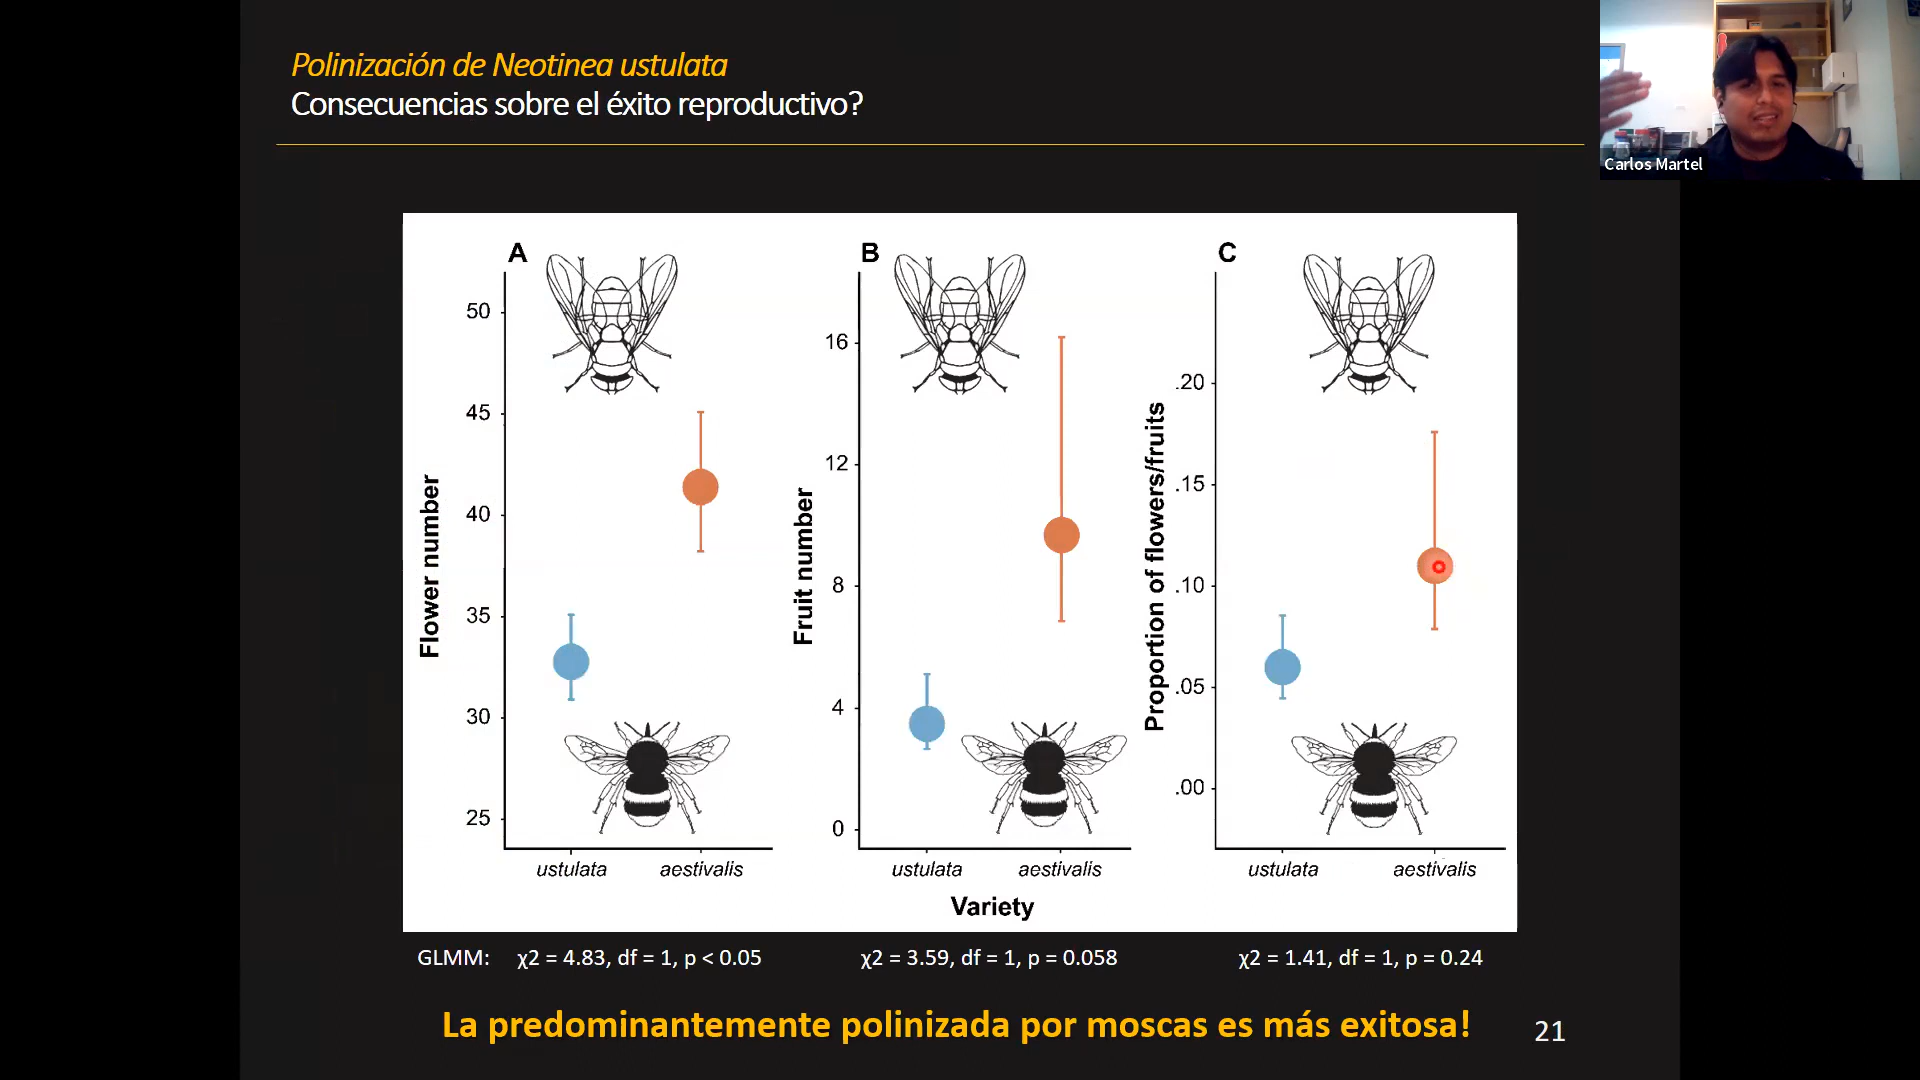 Polinización de Neotinea ustulata
Consecuencias sobre el éxito reproductivo?
Carlos Martel
A
B
C
50
45
40
35
30
25
Flower number
ustulata
aestivalis
16
12
8
4
0
Fruit number
ustulata
aestivalis
.20
.15
.10
.05
.00
Proportion of flowers/fruits
ustulata
aestivalis
Variety
GLMM: χ2 = 4.83, df = 1, p < 0.05
χ2 = 3.59, df = 1, p = 0.058
χ2 = 1.41, df = 1, p = 0.24
La predominantemente polinizada por moscas es más exitosa!
21